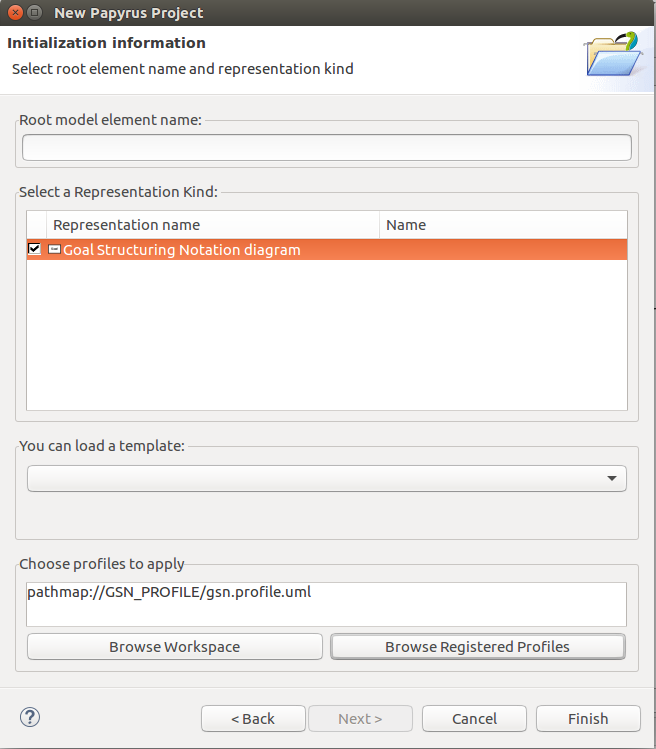 New Papyrus Project
Initialization information
Select root element name and representation kind
Root model element name:
Select a Representation Kind:
Representation name Name
Goal Structuring Notation diagram
You can load a template:
Choose profiles to apply
pathmap://GSN_PROFILE/gsn.profile.uml
Browse Workspace Browse Registered Profiles
? < Back Next > Cancel Finish